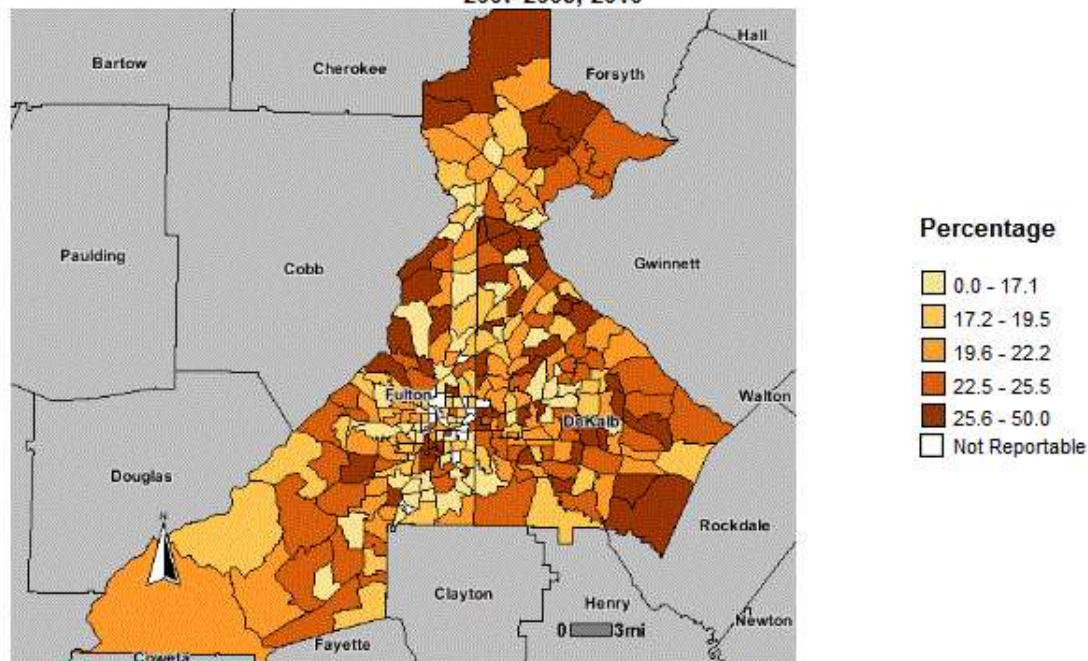 Hall
Bartow
Cherokee
Forsyth
Paulding
Cobb
Gwinnett
Fulton
DeKalb
Walton
Douglas
N
Rockdale
Clayton
Henry
Newton
0 3mi
Fayette
Coweta
Percentage
0.0 - 17.1
17.2 - 19.5
19.6 - 22.2
22.5 - 25.5
25.6 - 50.0
Not Reportable